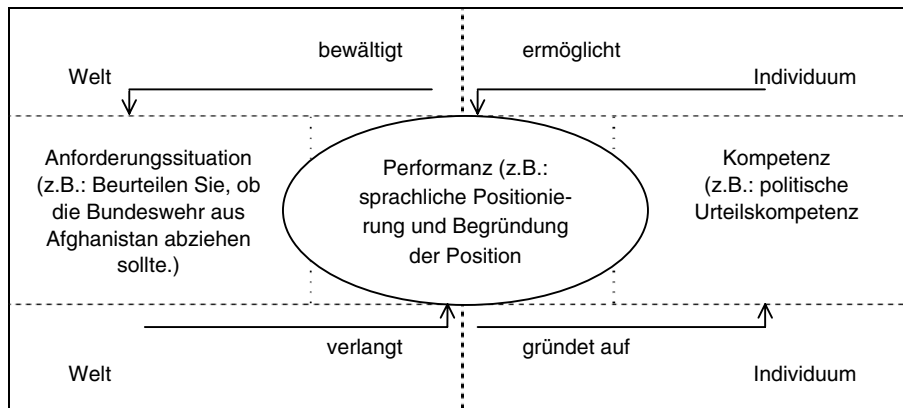 bewältigt ermöglicht
Welt Individuum
Anforderungssituation
(z.B.: Beurteilen Sie, ob
die Bundeswehr aus
Afghanistan abziehen
sollte.)
Performanz (z.B.:
sprachliche Positionie-
rung und Begründung
der Position
Kompetenz
(z.B.: politische
Urteilskompetenz
verlangt gründet auf
Welt Individuum